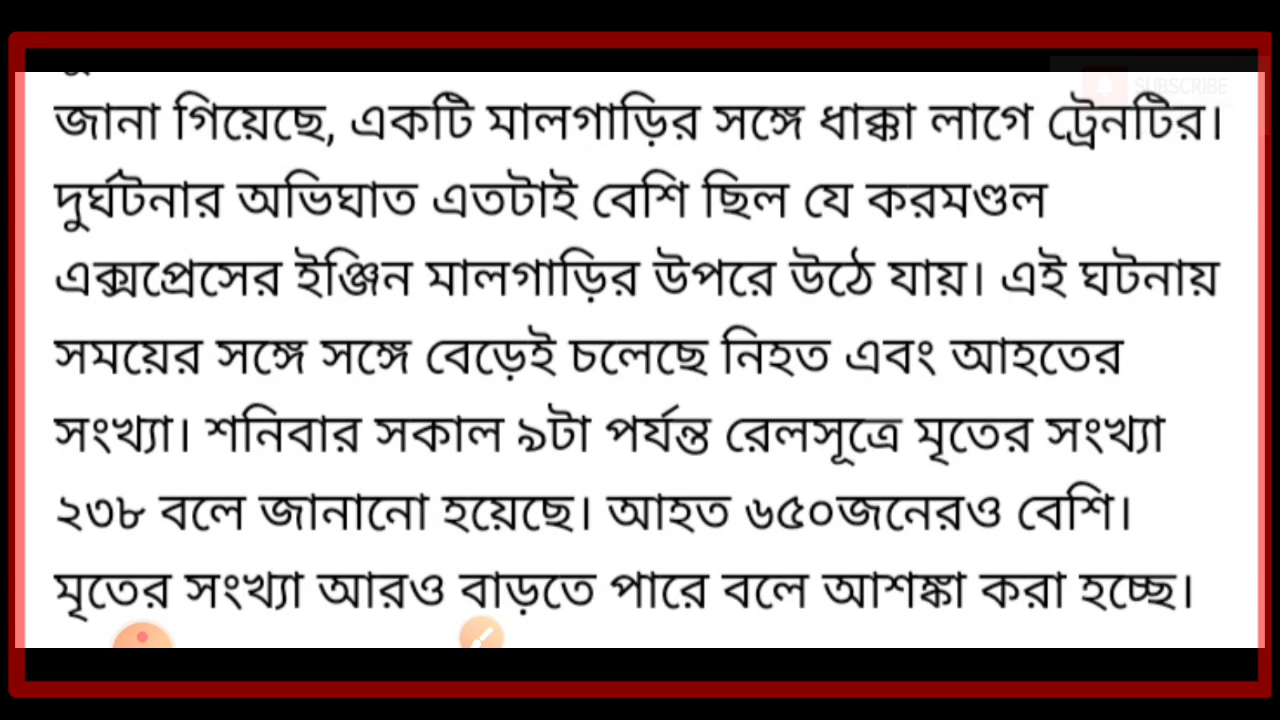 SUBSCRIBE
জানা গিয়েছে, একটি মালগাড়ির সঙ্গে ধাক্কা লাগে ট্রেনটির।
দুর্ঘটনার অভিঘাত এতটাই বেশি ছিল যে করমণ্ডল
এক্সপ্রেসের ইঞ্জিন মালগাড়ির উপরে উঠে যায়। এই ঘটনায়
সময়ের সঙ্গে সঙ্গে বেড়েই চলেছে নিহত এবং আহতের
সংখ্যা। শনিবার সকাল ৯টা পর্যন্ত রেলসূত্রে মৃতের সংখ্যা
২৩৮ বলে জানানো হয়েছে। আহত ৬৫০জনেরও বেশি।
মৃতের সংখ্যা আরও বাড়তে পারে বলে আশঙ্কা করা হচ্ছে।